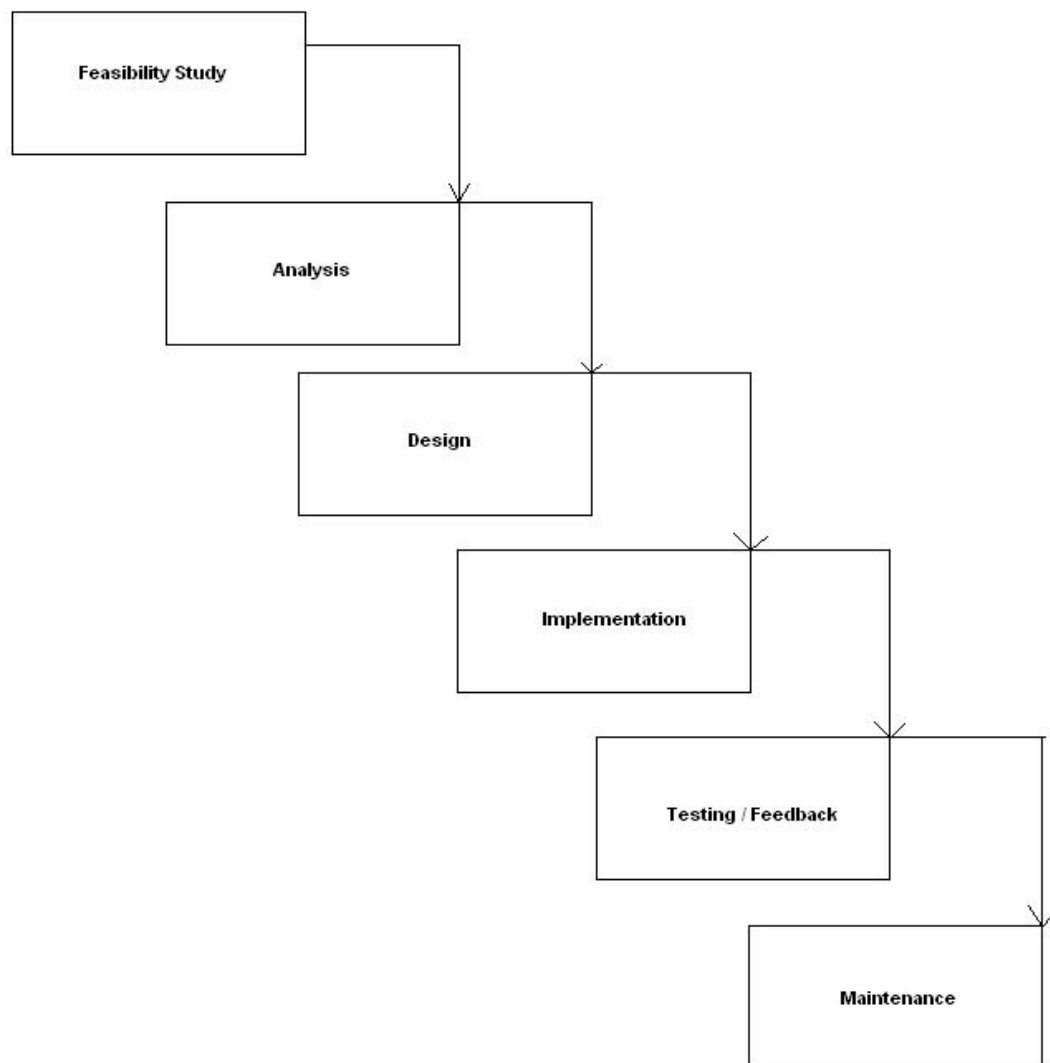 Feasibility Study
Analysis
Design
Implementation
Testing / Feedback
Maintenance